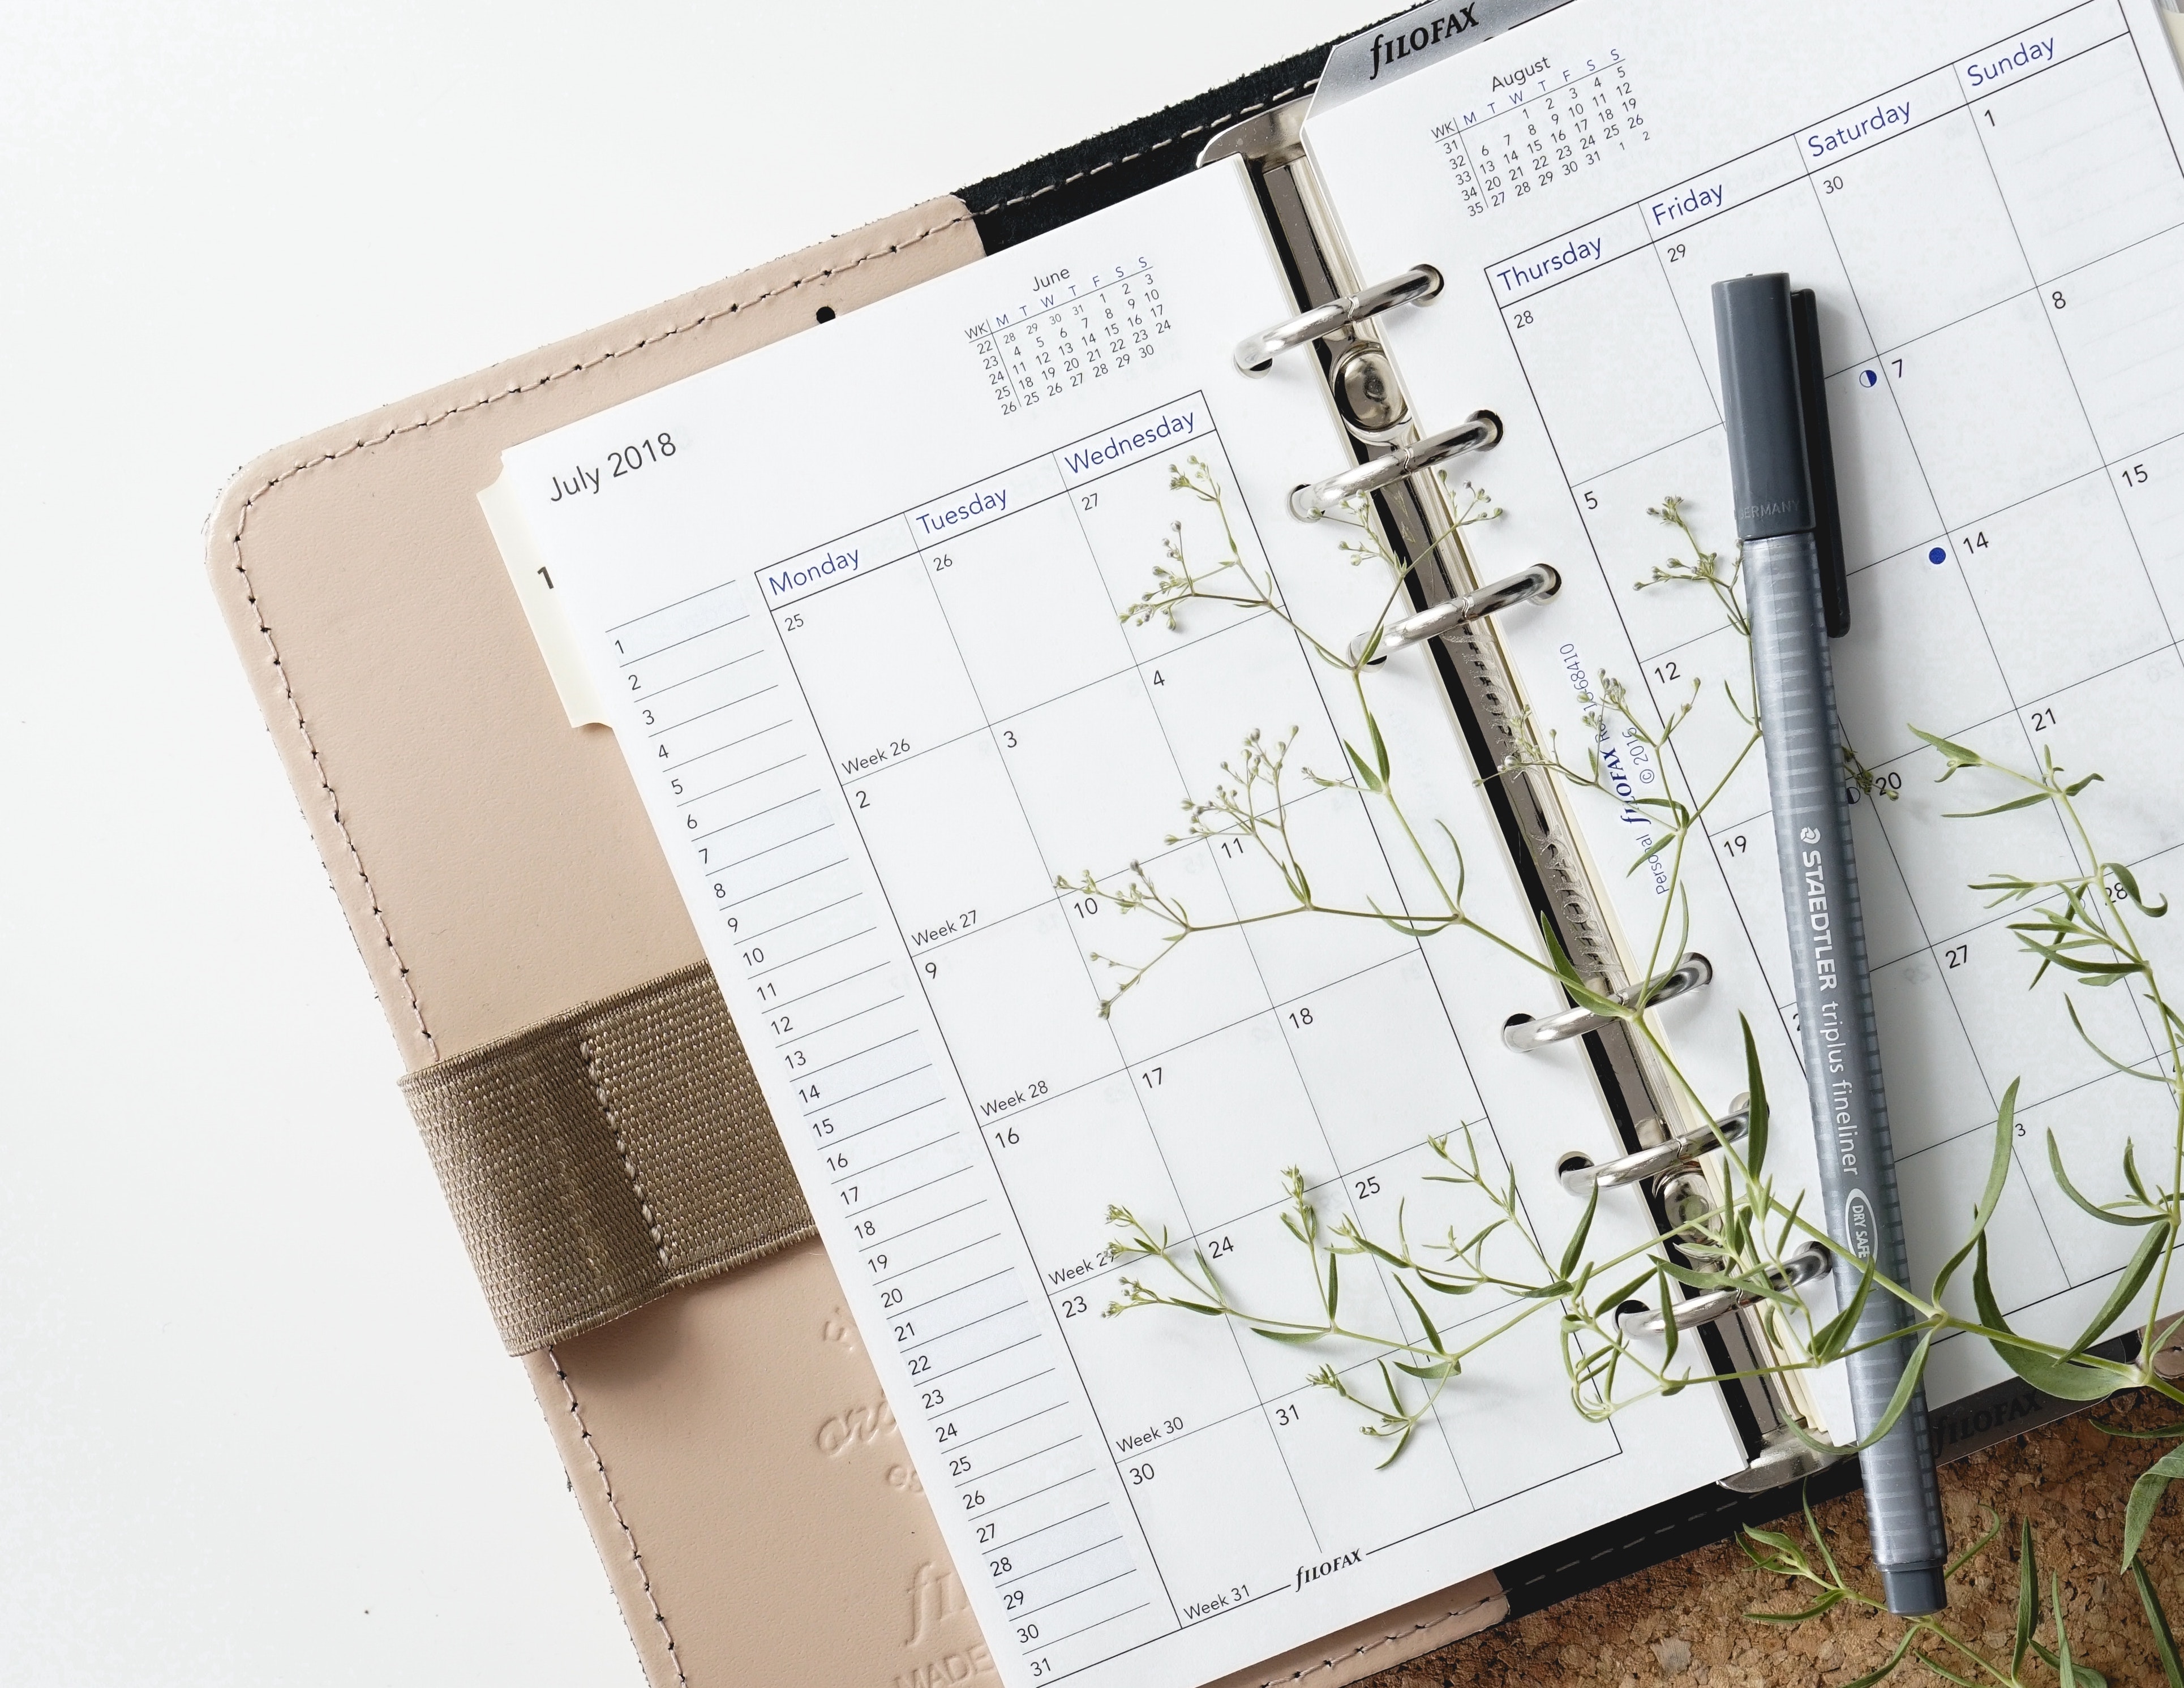 FILOFAX
July 2018
June
WK M T W T F S S
22 28 29 30 31 1 2 3
23 4 5 6 7 8 9 10
24 11 12 13 14 15 16 17
25 18 19 20 21 22 23 24
26 25 26 27 28 29 30
August
WK M T W T F S S
31 1 2 3 4 5
32 6 7 8 9 10 11 12
33 13 14 15 16 17 18 19
34 20 21 22 23 24 25 26
35 27 28 29 30 31 1 2
1
1
2
3
4
5
6
7
8
9
10
11
12
13
14
15
16
17
18
19
20
21
22
23
24
25
26
27
28
29
30
31
Monday Tuesday Wednesday
25 26 27
Week 26
2 3 4
Week 27
9 10 11
Week 28
16 17 18
Week 29
23 24 25
Week 30
30 31
Week 31
FILOFAX
Thursday Friday Saturday Sunday
28 29 30 1
5 7 8
12 14 15
19 20 21
27 28
3
Personal FILOFAX
© 2016
GERMANY
STAEDTLER triplus fineliner
DRY SAFE
FILOFAX
MADE